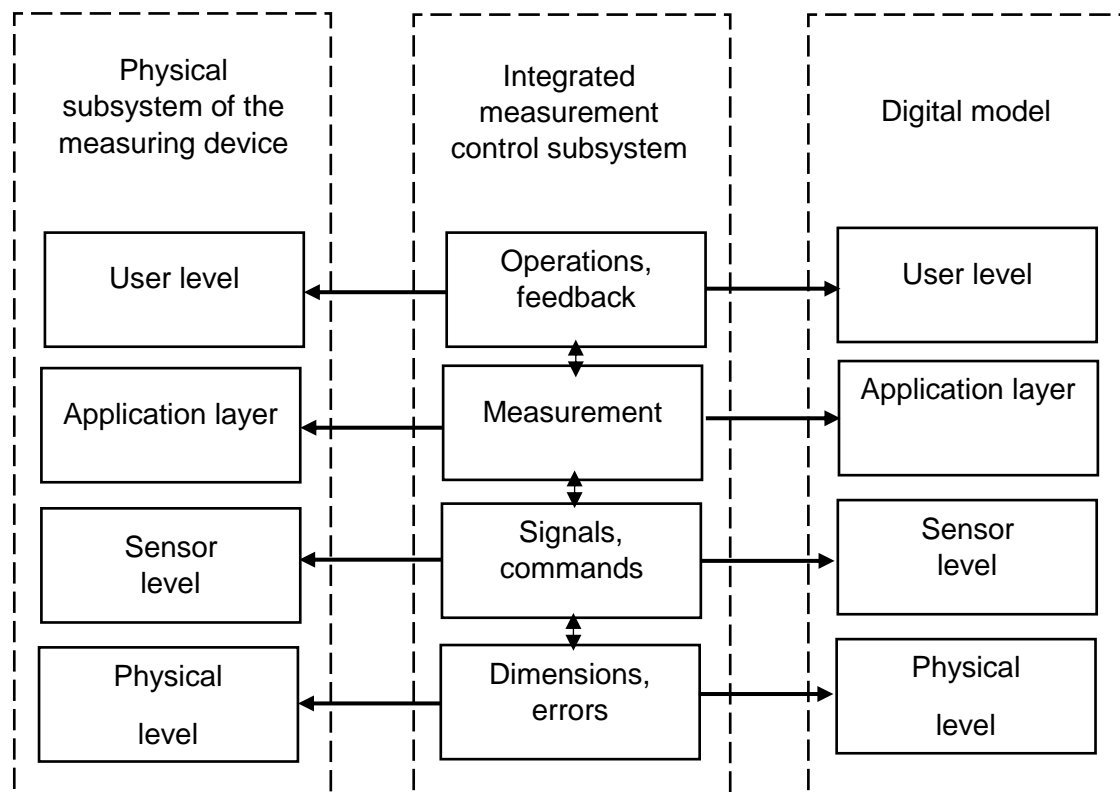 Physical
subsystem of the
measuring device
Integrated
measurement
control subsystem
Digital model
User level
Operations,
feedback
User level
Application layer
Measurement
Application layer
Sensor
level
Signals,
commands
Sensor
level
Physical
level
Dimensions,
errors
Physical
level